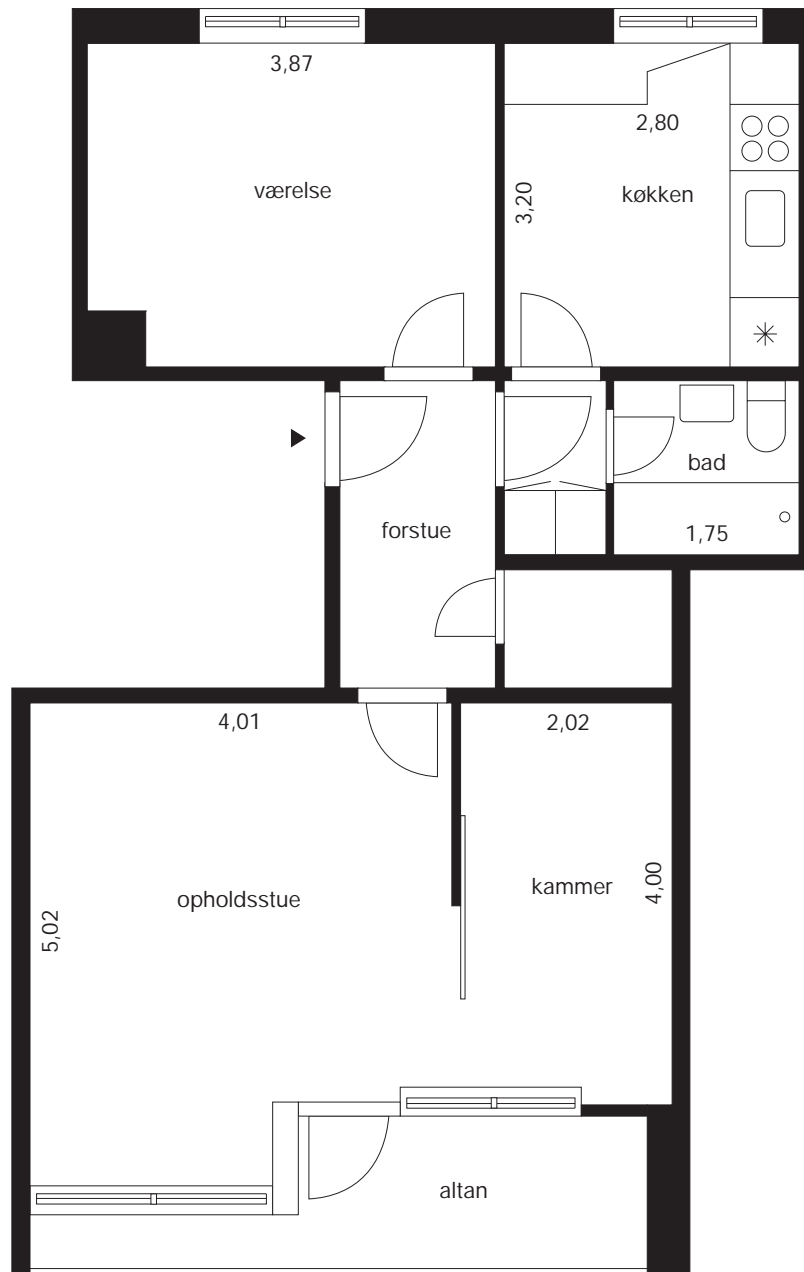 3,87
2,80
værelse
3,20
køkken
bad
forstue
1,75
4,01
2,02
opholdsstue
kammer
4,00
5,02
altan